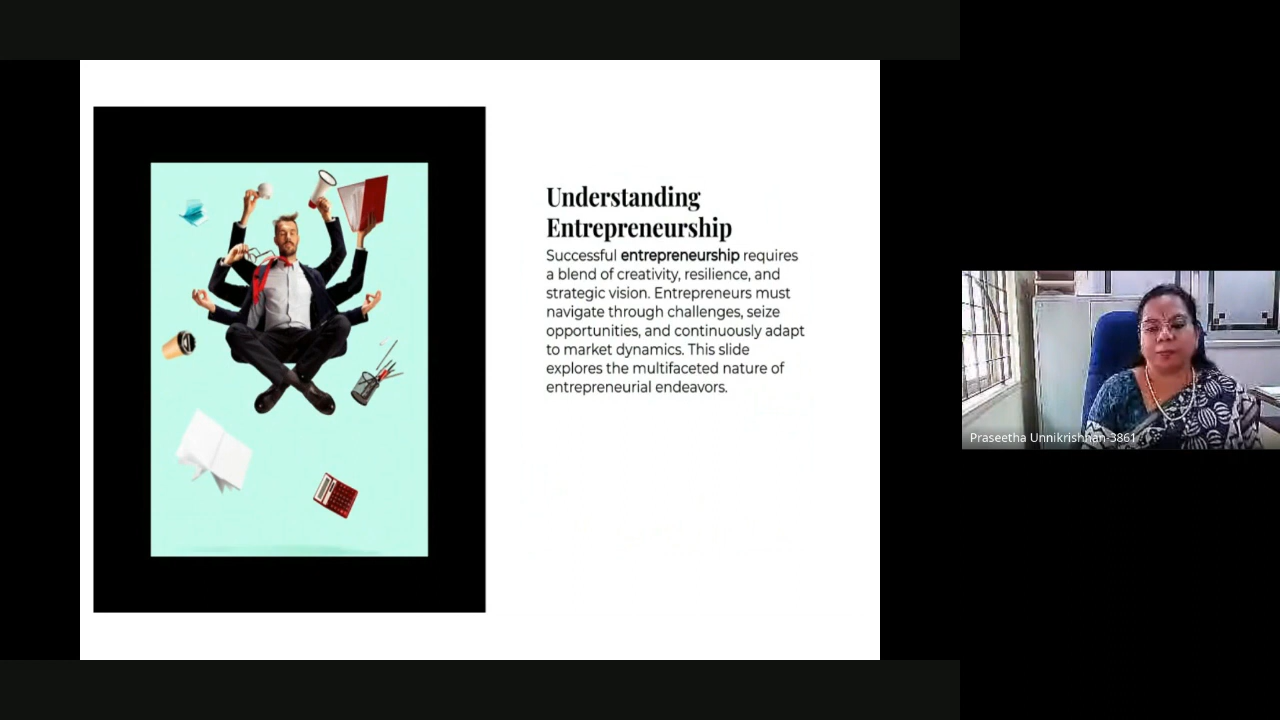 Understanding
Entrepreneurship
Successful entrepreneurship requires
a blend of creativity, resilience, and
strategic vision. Entrepreneurs must
navigate through challenges, seize
opportunities, and continuously adapt
to market dynamics. This slide
explores the multifaceted nature of
entrepreneurial endeavors.
Praseetha Unnikrishnan-3861